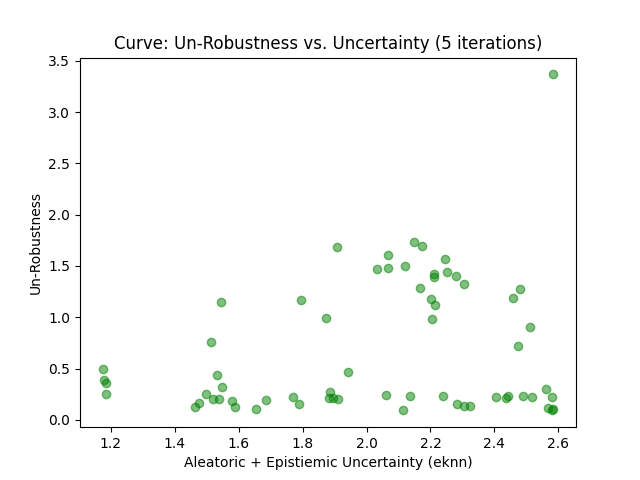 Curve: Un-Robustness vs. Uncertainty (5 iterations)
3.5
3.0
2.5
2.0
1.5
1.0
0.5
0.0
Un-Robustness
1.2 1.4 1.6 1.8 2.0 2.2 2.4 2.6
Aleatoric + Epistiemic Uncertainty (eknn)